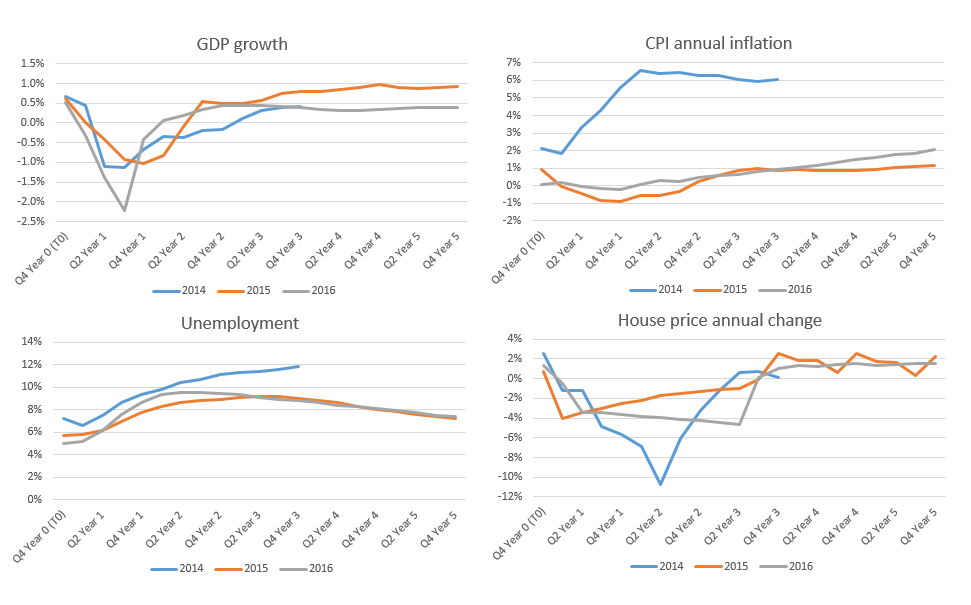 GDP growth
1.5%
1.0%
0.5%
0.0%
-0.5%
-1.0%
-1.5%
-2.0%
-2.5%
Q4 Year 0 (T0)
Q2 Year 1
Q4 Year 1
Q2 Year 2
Q4 Year 2
Q2 Year 3
Q4 Year 3
Q2 Year 4
Q4 Year 4
Q2 Year 5
Q4 Year 5
2014 2015 2016
CPI annual inflation
7%
6%
5%
4%
3%
2%
1%
0%
-1%
-2%
Q4 Year 0 (T0)
Q2 Year 1
Q4 Year 1
Q2 Year 2
Q4 Year 2
Q2 Year 3
Q4 Year 3
Q2 Year 4
Q4 Year 4
Q2 Year 5
Q4 Year 5
2014 2015 2016
Unemployment
14%
12%
10%
8%
6%
4%
2%
0%
Q4 Year 0 (T0)
Q2 Year 1
Q4 Year 1
Q2 Year 2
Q4 Year 2
Q2 Year 3
Q4 Year 3
Q2 Year 4
Q4 Year 4
Q2 Year 5
Q4 Year 5
2014 2015 2016
House price annual change
4%
2%
0%
-2%
-4%
-6%
-8%
-10%
-12%
Q4 Year 0 (T0)
Q2 Year 1
Q4 Year 1
Q2 Year 2
Q4 Year 2
Q2 Year 3
Q4 Year 3
Q2 Year 4
Q4 Year 4
Q2 Year 5
Q4 Year 5
2014 2015 2016